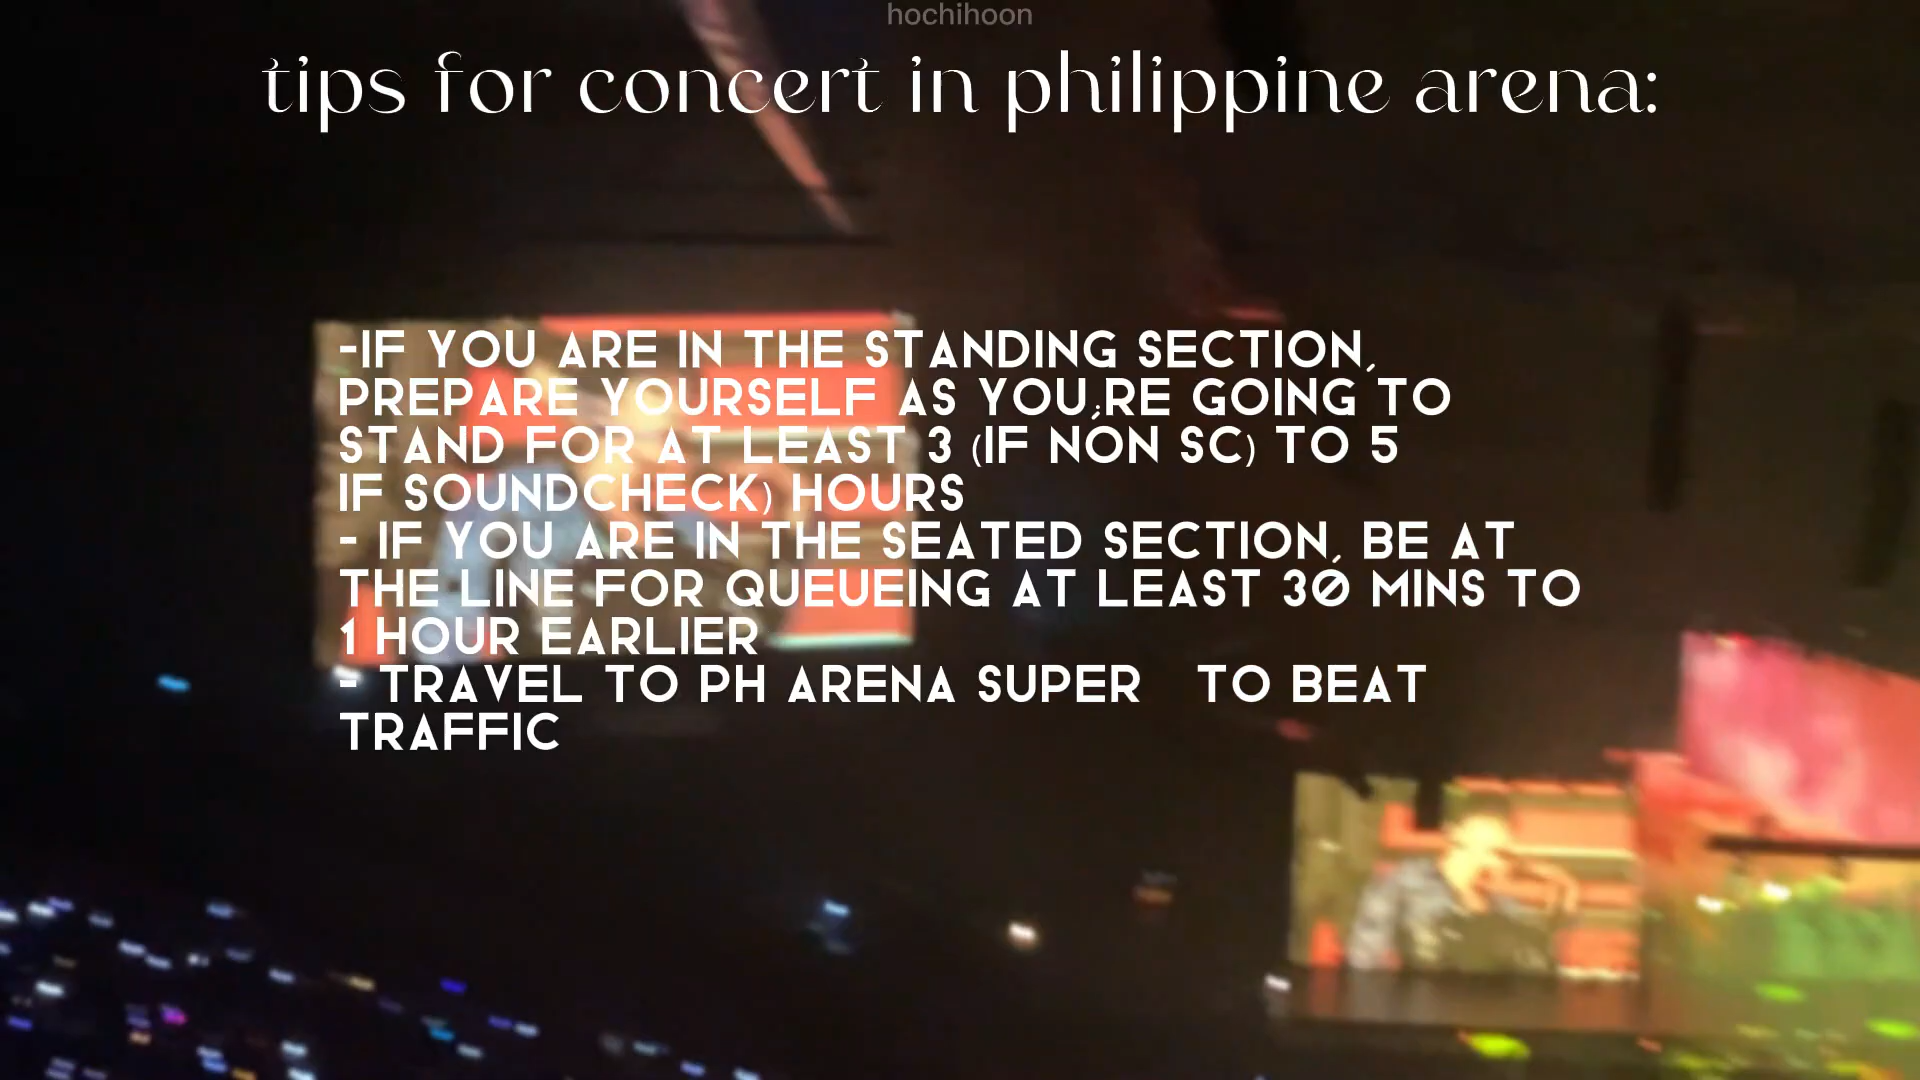 hochihoon
tips for concert in philippine arena:
-IF YOU ARE IN THE STANDING SECTION,
PREPARE YOURSELF AS YOU;RE GOING TO
STAND FOR AT LEAST 3 (IF NON SC) TO 5
IF SOUNDCHECK) HOURS
- IF YOU ARE IN THE SEATED SECTION, BE AT
THE LINE FOR QUEUEING AT LEAST 30 MINS TO
1 HOUR EARLIER
- TRAVEL TO PH ARENA SUPER TO BEAT
TRAFFIC